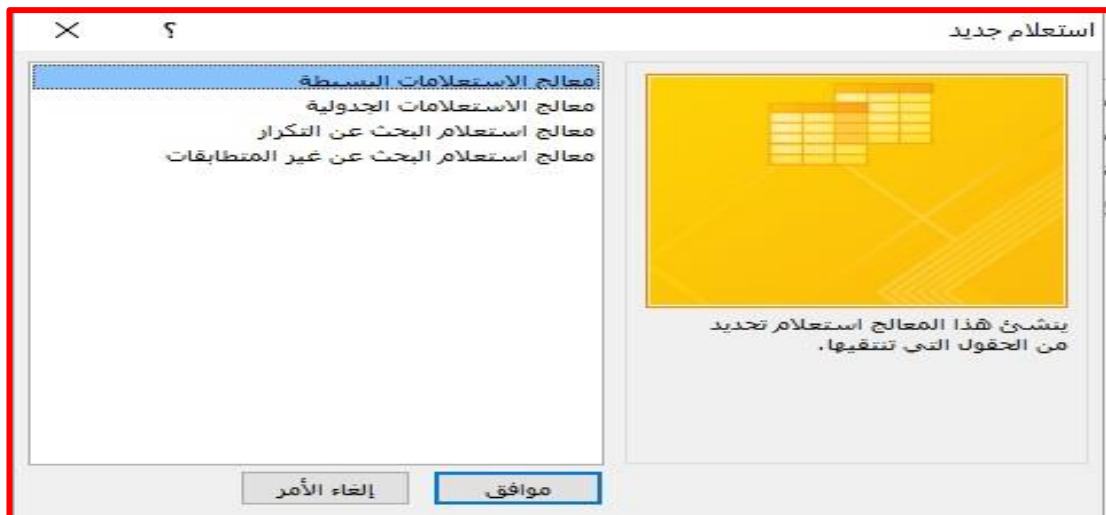 استعلام جديد
؟
معالج الاستعلامات البسيطة
معالج الاستعلامات الجدولية
معالج استعلام البحث عن التكرار
معالج استعلام البحث عن غير المتطابقات
ينشئ هذا المعالج استعلام تحديد
من الحقول التي تنتقيها.
موافق
إلغاء الأمر